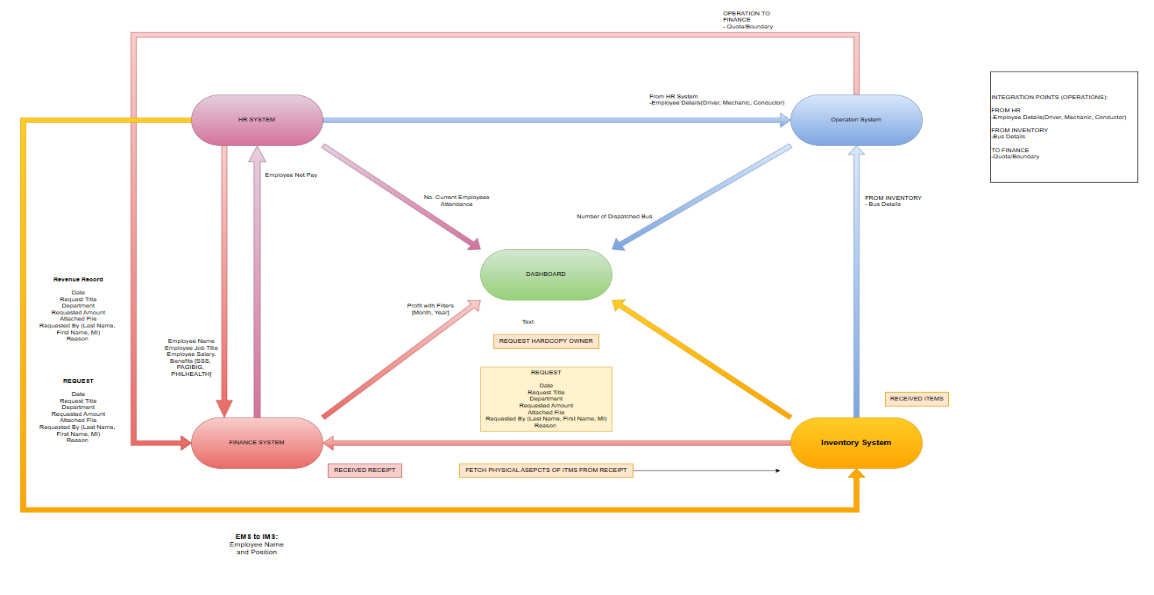 OPERATION TO
FINANCE
- Quota/Boundary
From HR System
-Employee Details(Driver, Mechanic, Conductor)
HR SYSTEM
Operation System
INTEGRATION POINTS (OPERATIONS):
FROM HR
-Employee Details(Driver, Mechanic, Conductor)
FROM INVENTORY
-Bus Details
TO FINANCE
-Quota/Boundary
Employee Net Pay
No. Current Employees
Attendance
Number of Dispatched Bus
FROM INVENTORY
- Bus Details
DASHBOARD
Revenue Record
Date
Request Title
Department
Requested Amount
Attached File
Requested By (Last Name,
First Name, MI)
Reason
Profit with Filters
[Month, Year]
Text
REQUEST HARDCOPY OWNER
Employee Name
Employee Job Title
Employee Salary,
Benefits [SSS,
PAGIBIG,
PHILHEALTH]
REQUEST
Date
Request Title
Department
Requested Amount
Attached File
Requested By (Last Name,
First Name, MI)
Reason
REQUEST
Date
Request Title
Department
Requested Amount
Attached File
Requested By (Last Name, First Name, MI)
Reason
RECEIVED ITEMS
FINANCE SYSTEM
Inventory System
RECEIVED RECEIPT
FETCH PHYSICAL ASEPCTS OF ITMS FROM RECEIPT
EMS to IMS:
Employee Name
and Position